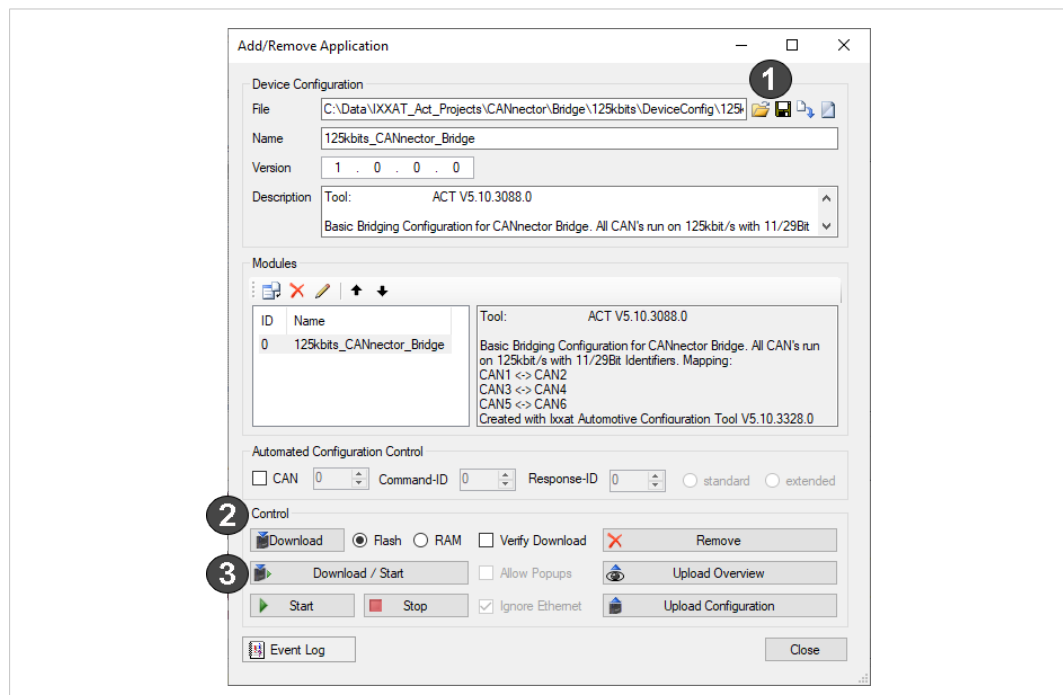 Add/Remove Application
1
Device Configuration
File C:\Data\IXXAT_Act_Projects\CANnector\Bridge\125kbits\DeviceConfig\125k
Name 125kbits_CANnector_Bridge
Version 1 . 0 . 0 . 0
Description Tool: ACT V5.10.3088.0
Basic Bridging Configuration for CANnector Bridge. All CAN's run on 125kbit/s with 11/29Bit
Modules
ID Name
0 125kbits_CANnector_Bridge
Tool: ACT V5.10.3088.0
Basic Bridging Configuration for CANnector Bridge. All CAN's run
on 125kbit/s with 11/29Bit Identifiers. Mapping:
CAN1 <-> CAN2
CAN3 <-> CAN4
CAN5 <-> CAN6
Created with Ixxat Automotive Configuration Tool V5.10.3328.0
Automated Configuration Control
CAN 0 Command-ID 0 Response-ID 0 standard extended
2 Control
Download Flash RAM Verify Download Remove
3 Download / Start Allow Popups Upload Overview
Start Stop Ignore Ethernet Upload Configuration
Event Log Close